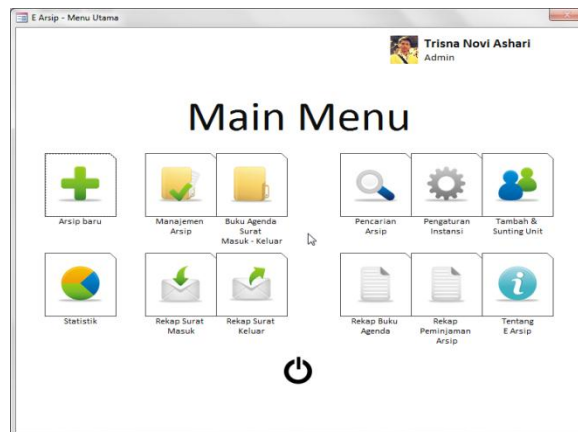 E Arsip - Menu Utama
Trisna Novi Ashari
Admin
Main Menu
Arsip baru
Manajemen
Arsip
Buku Agenda
Surat
Masuk - Keluar
Pencarian
Arsip
Pengaturan
Instansi
Tambah &
Sunting Unit
Statistik
Rekap Surat
Masuk
Rekap Surat
Keluar
Rekap Buku
Agenda
Rekap
Peminjaman
Arsip
Tentang
E Arsip